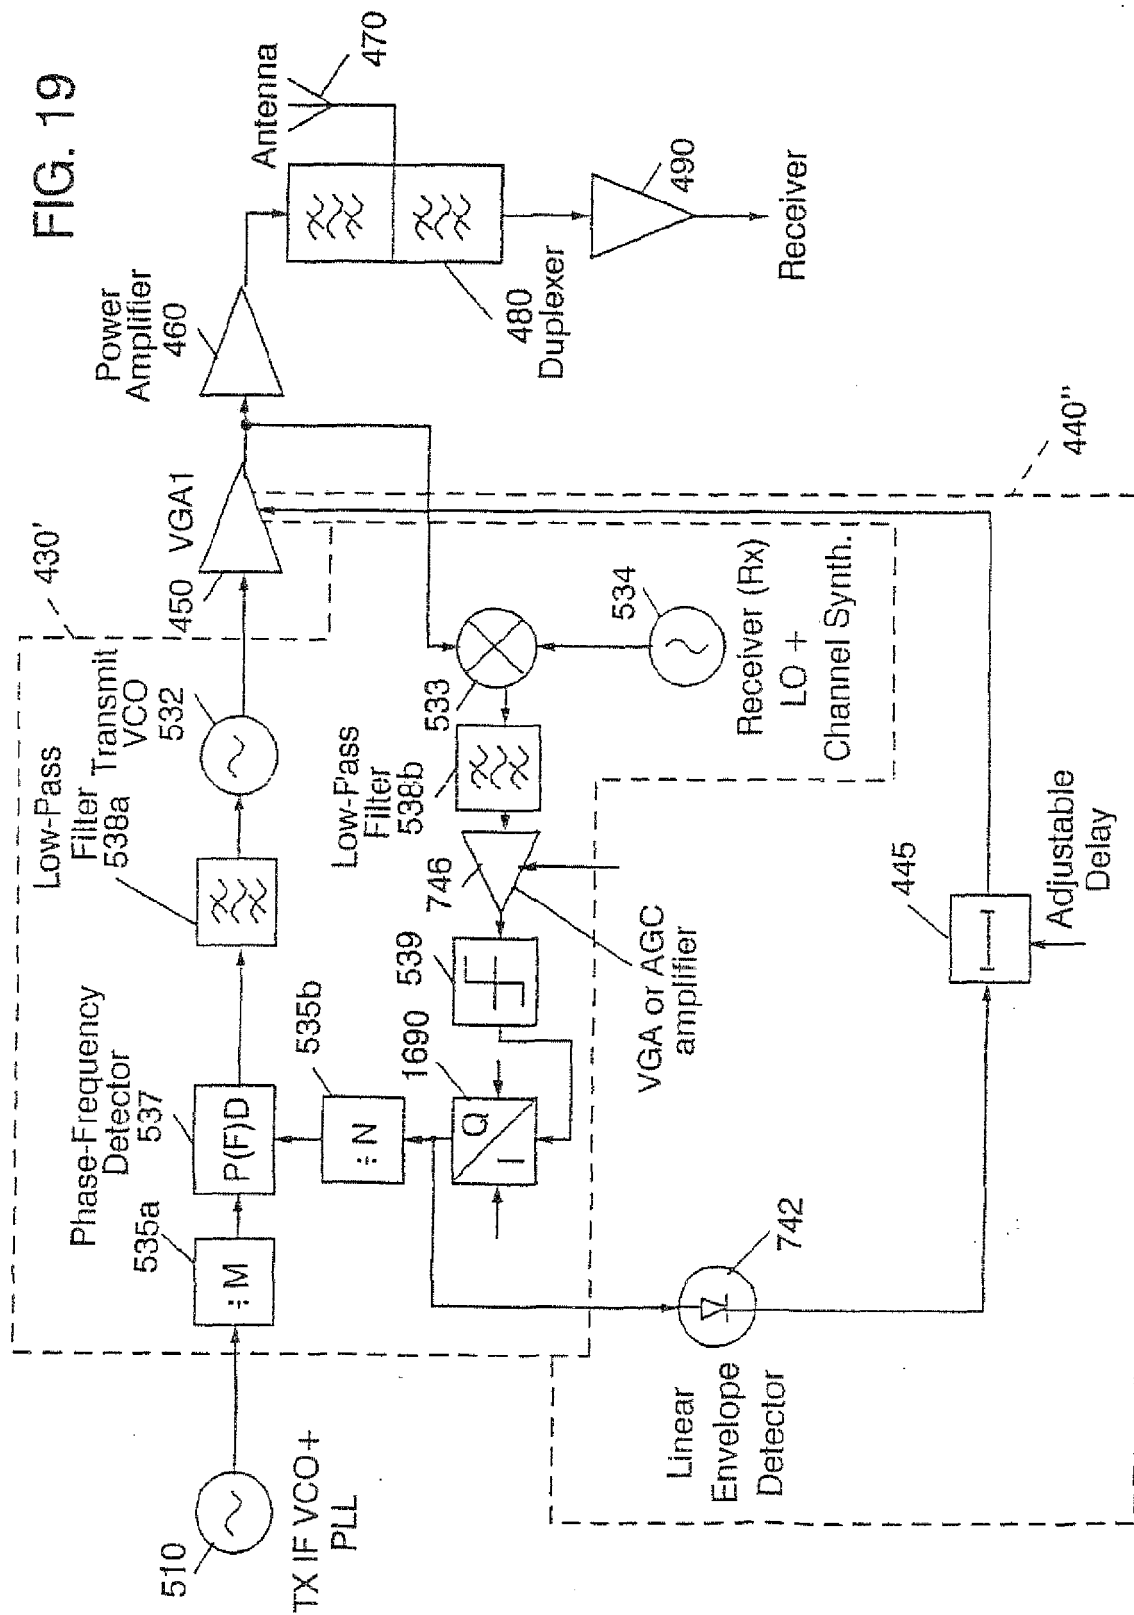 FIG. 19
Antenna
470
Power
Amplifier
460
480
Duplexer
490
Receiver
430'
VGA1
450
440"
Low-Pass
Filter
538a
Transmit
VCO
532
Phase-Frequency
Detector
537
P(F)D
535a
÷M
510
TX IF VCO+
PLL
535b
÷N
1690
Q
I
539
746
VGA or AGC
amplifier
Low-Pass
Filter
538b
533
534
Receiver (Rx)
LO +
Channel Synth.
742
Linear
Envelope
Detector
445
Adjustable
Delay